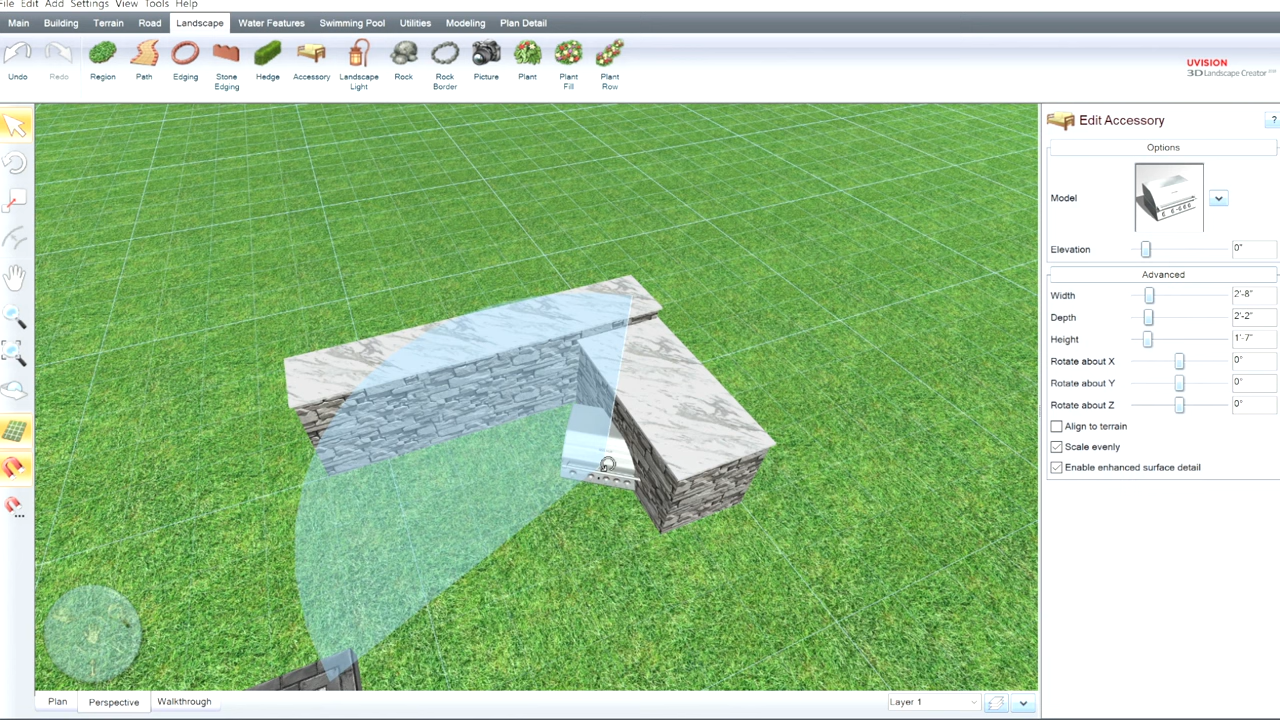 File Edit Add Settings View Tools Help
Main Building Terrain Road Landscape Water Features Swimming Pool Utilities Modeling Plan Detail
Undo Redo Region Path Edging Stone Edging Hedge Accessory Landscape Light Rock Rock Border Picture Plant Plant Fill Plant Row
UVISION
3D Landscape Creator
Edit Accessory ?
Options
Model
Elevation 0"
Advanced
Width 2'-8"
Depth 2'-2"
Height 1'-7"
Rotate about X 0°
Rotate about Y 0°
Rotate about Z 0°
Align to terrain
Scale evenly
Enable enhanced surface detail
Plan Perspective Walkthrough Layer 1